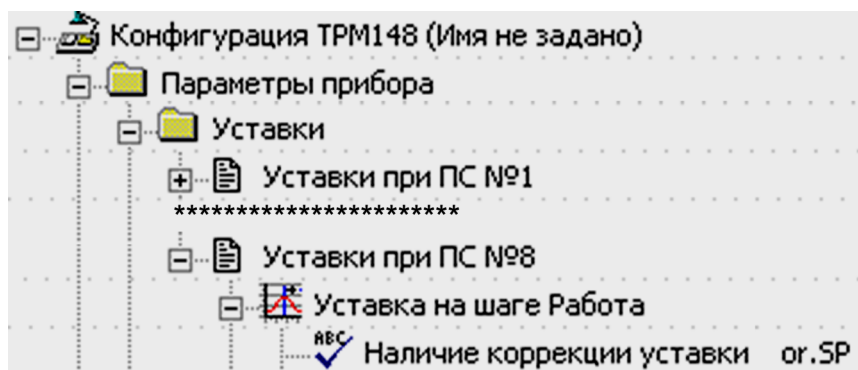 Конфигурация ТРМ148 (Имя не задано)
Параметры прибора
Уставки
Уставки при ПС №1
***********************
Уставки при ПС №8
Уставка на шаге Работа
ABC Наличие коррекции уставки or.SP